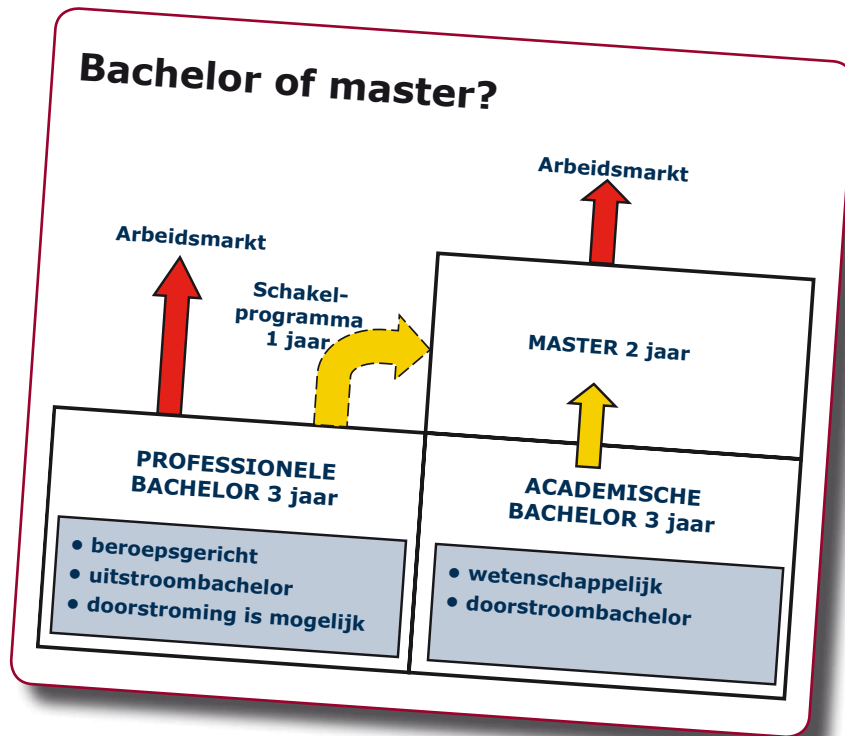 Bachelor of master?
Arbeidsmarkt
Arbeidsmarkt
Schakel-
programma
1 jaar
MASTER 2 jaar
PROFESSIONELE
BACHELOR 3 jaar
• beroepsgericht
• uitstroombachelor
• doorstroming is mogelijk
ACADEMISCHE
BACHELOR 3 jaar
• wetenschappelijk
• doorstroombachelor